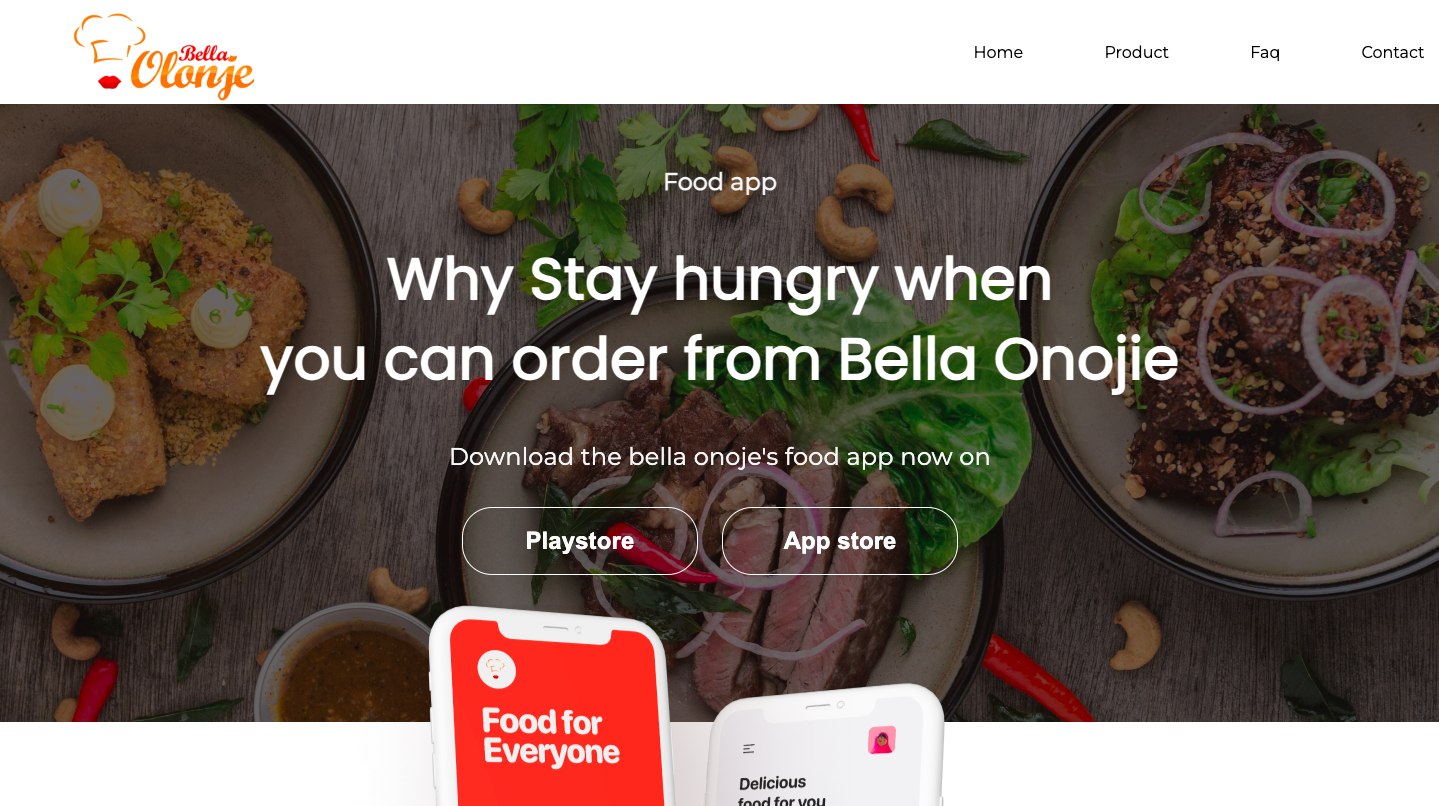 Bella
Olonje
Home
Product
Faq
Contact
Food app
Why Stay hungry when
you can order from Bella Onojie
Download the bella onoje's food app now on
Playstore
App store
Food for
Everyone
Delicious
food for you